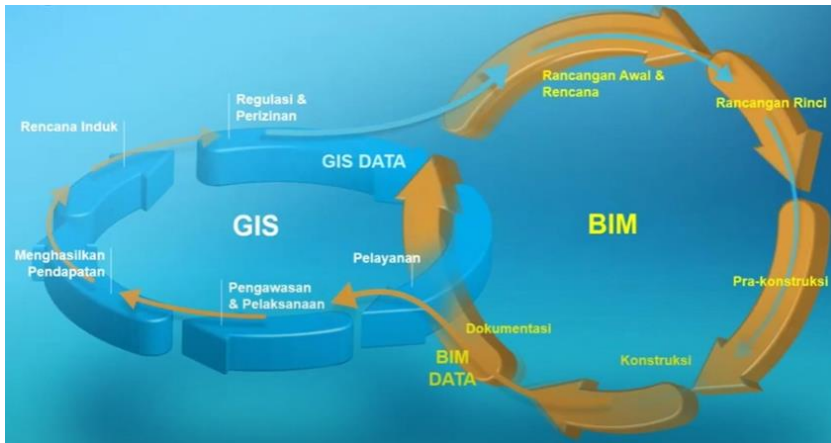 Rencana Induk
Regulasi &
Perizinan
GIS DATA
GIS
Menghasilkan
Pendapatan
Pengawasan
& Pelaksanaan
Pelayanan
Rancangan Awal &
Rencana
Rancangan Rinci
BIM
Pra-konstruksi
Konstruksi
Dokumentasi
BIM
DATA